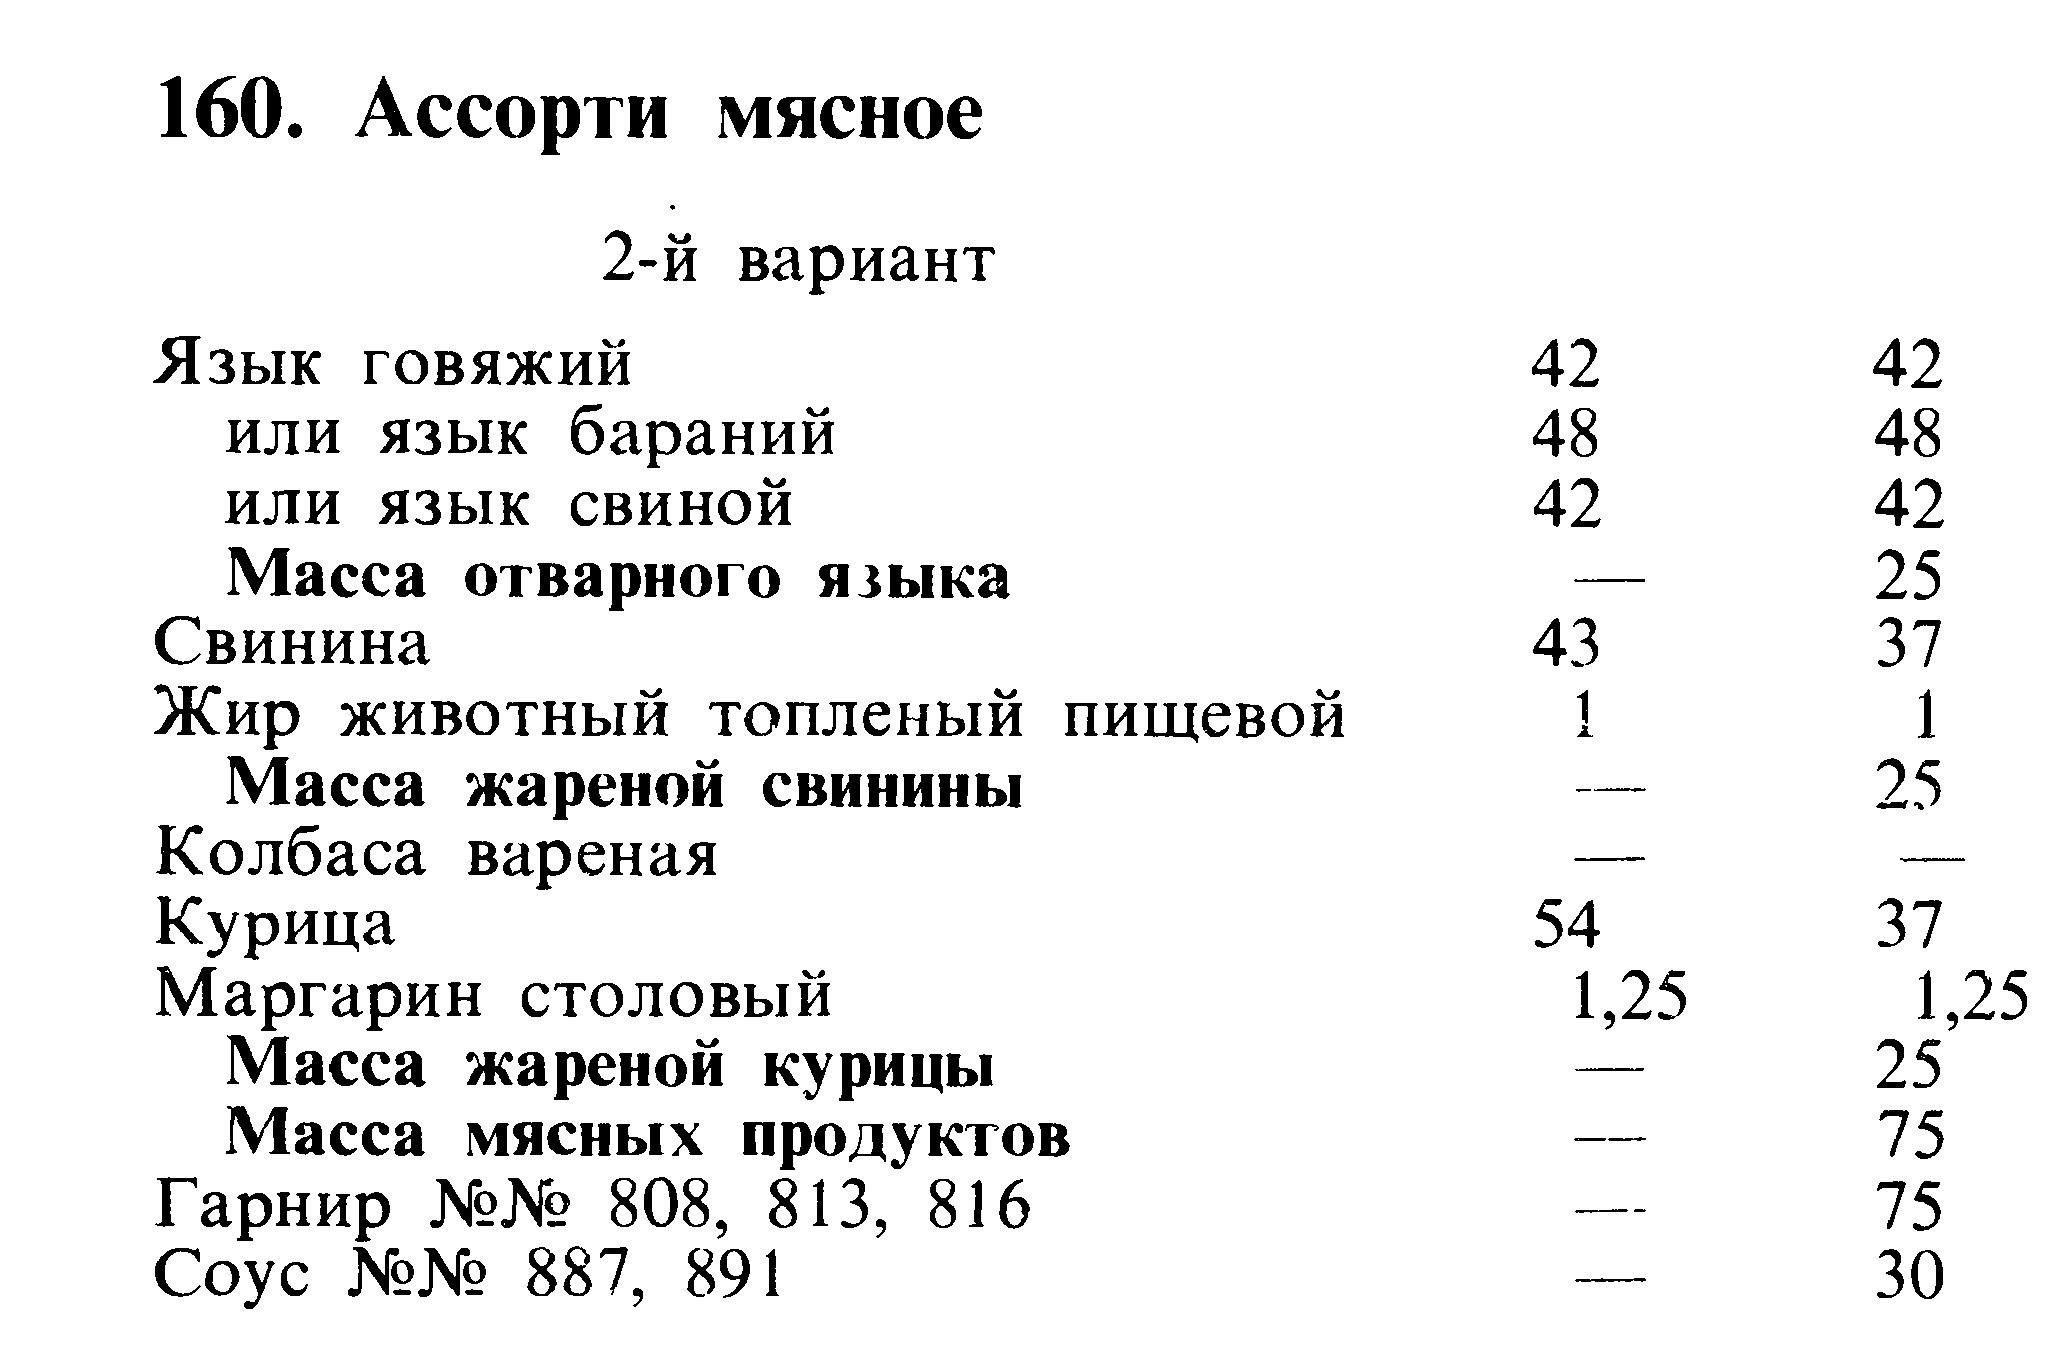 160. Ассорти мясное
2-й вариант
Язык говяжий 42 42
или язык бараний 48 48
или язык свиной 42 42
Масса отварного языка — 25
Свинина 43 37
Жир животный топленый пищевой 1 1
Масса жареной свинины — 25
Колбаса вареная — —
Курица 54 37
Маргарин столовый 1,25 1,25
Масса жареной курицы — 25
Масса мясных продуктов — 75
Гарнир №№ 808, 813, 816 — 75
Соус №№ 887, 891 — 30